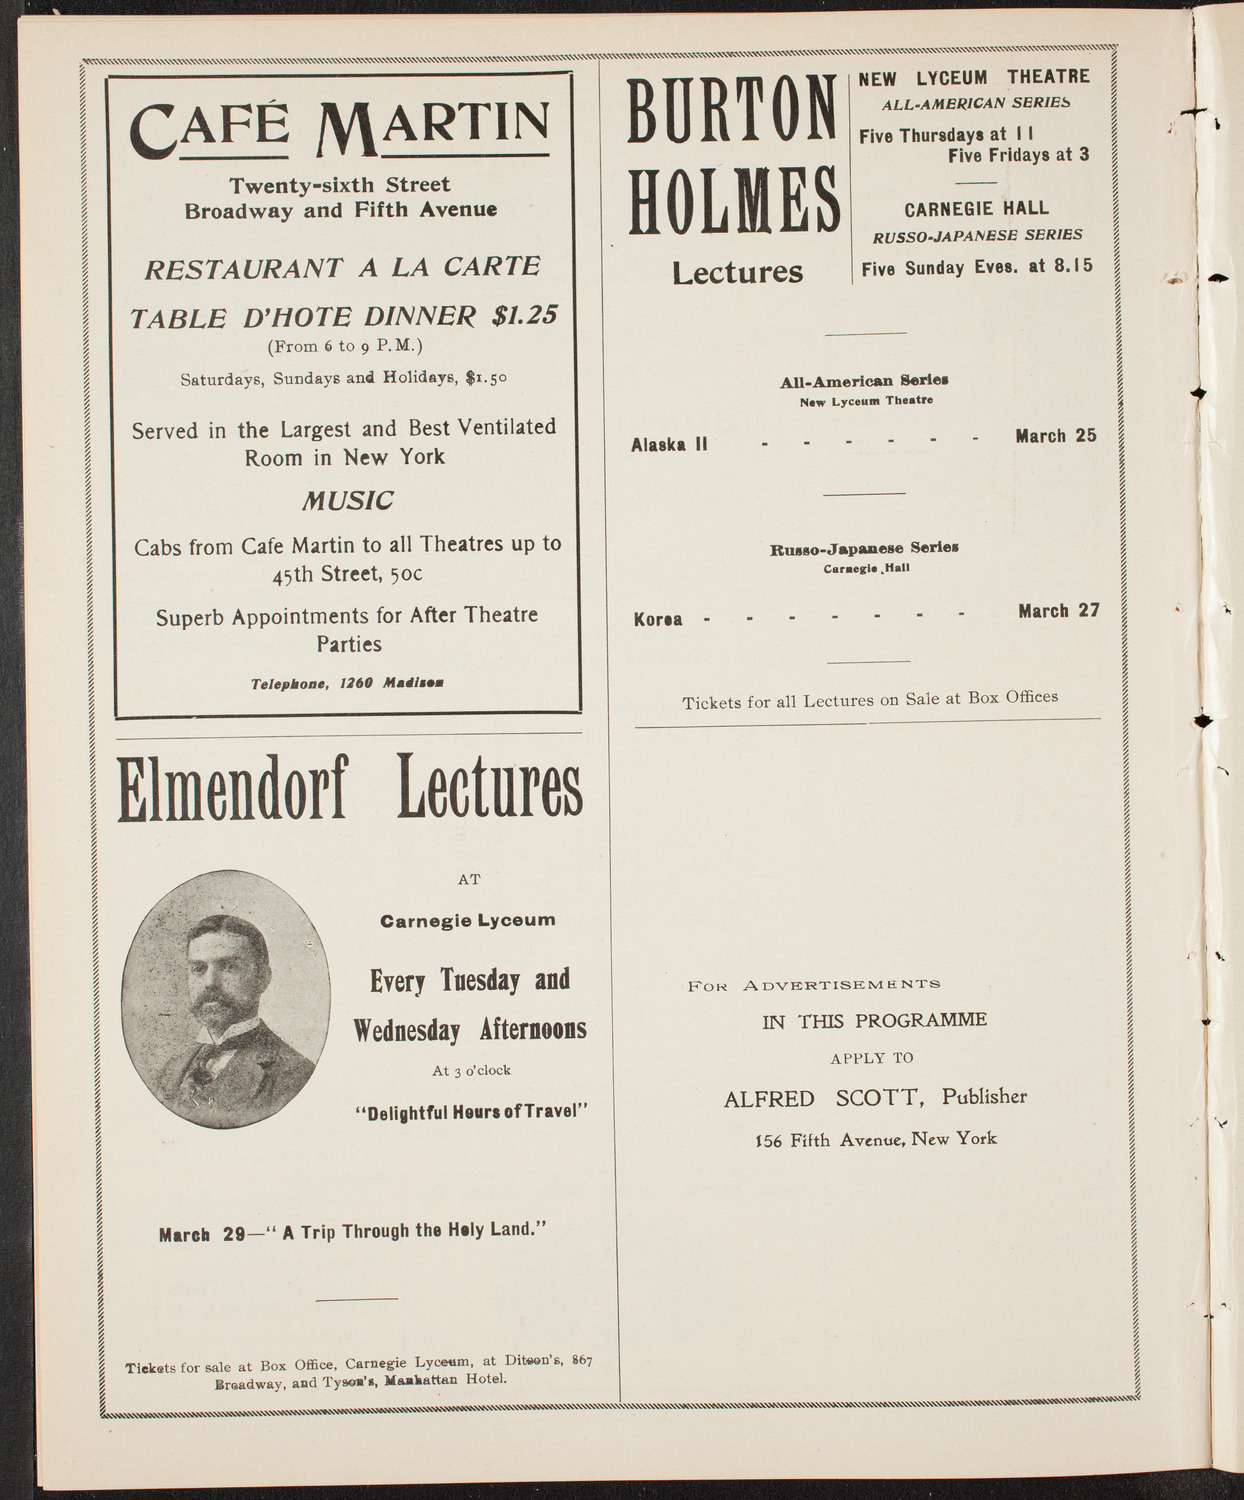 CAFÉ MARTIN
Twenty-sixth Street
Broadway and Fifth Avenue
RESTAURANT A LA CARTE
TABLE D'HOTE DINNER $1.25
(From 6 to 9 P.M.)
Saturdays, Sundays and Holidays, $1.50
Served in the Largest and Best Ventilated
Room in New York
MUSIC
Cabs from Cafe Martin to all Theatres up to
45th Street, 50c
Superb Appointments for After Theatre
Parties
Telephone, 1260 Madison
Elmendorf Lectures
AT
Carnegie Lyceum
Every Tuesday and
Wednesday Afternoons
At 3 o'clock
"Delightful Hours of Travel"
March 29—"A Trip Through the Holy Land."
Tickets for sale at Box Office, Carnegie Lyceum, at Ditson's, 867
Broadway, and Tyson's, Manhattan Hotel.
BURTON
HOLMES
Lectures
NEW LYCEUM THEATRE
ALL-AMERICAN SERIES
Five Thursdays at 11
Five Fridays at 3
CARNEGIE HALL
RUSSO-JAPANESE SERIES
Five Sunday Eves. at 8.15
All-American Series
New Lyceum Theatre
Alaska II - - - - - - March 25
Russo-Japanese Series
Carnegie Hall
Korea - - - - - - - March 27
Tickets for all Lectures on Sale at Box Offices
FOR ADVERTISEMENTS
IN THIS PROGRAMME
APPLY TO
ALFRED SCOTT, Publisher
156 Fifth Avenue, New York